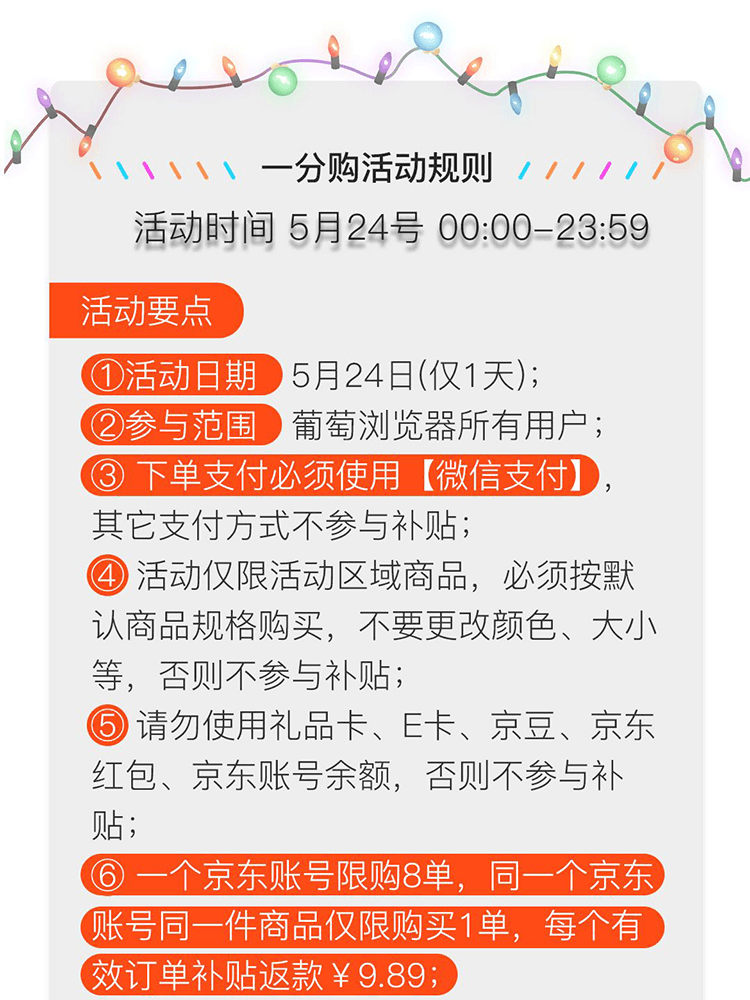 一分购活动规则
活动时间 5月24号 00:00-23:59
活动要点
①活动日期 5月24日(仅1天);
②参与范围 葡萄浏览器所有用户;
③ 下单支付必须使用【微信支付】,
其它支付方式不参与补贴;
④ 活动仅限活动区域商品,必须按默
认商品规格购买,不要更改颜色、大小
等,否则不参与补贴;
⑤ 请勿使用礼品卡、E卡、京豆、京东
红包、京东账号余额,否则不参与补
贴;
⑥ 一个京东账号限购8单,同一个京东
账号同一件商品仅限购买1单,每个有
效订单补贴返款￥9.89;